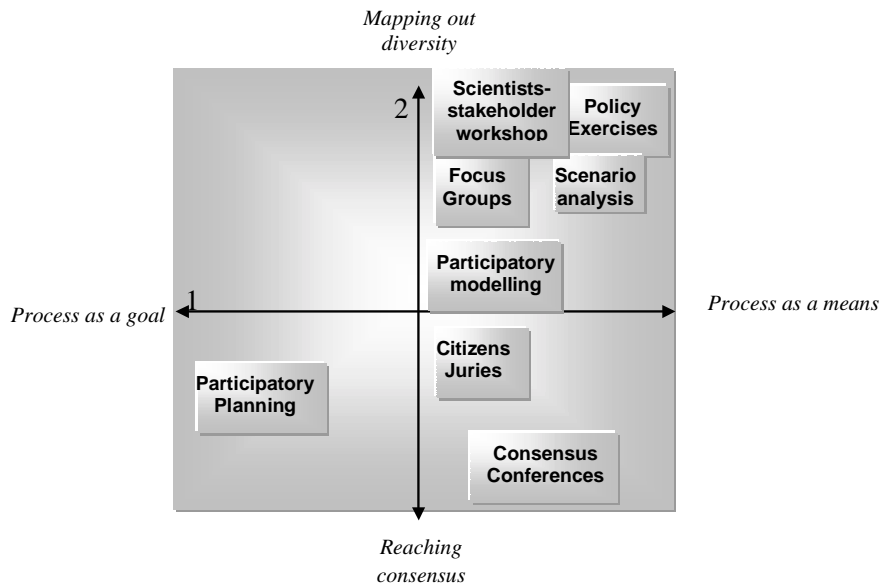 Mapping out
diversity
2
Scientists-
stakeholder
workshop
Policy
Exercises
Focus
Groups
Scenario
analysis
Participatory
modelling
1
Process as a goal
Process as a means
Citizens
Juries
Participatory
Planning
Consensus
Conferences
Reaching
consensus